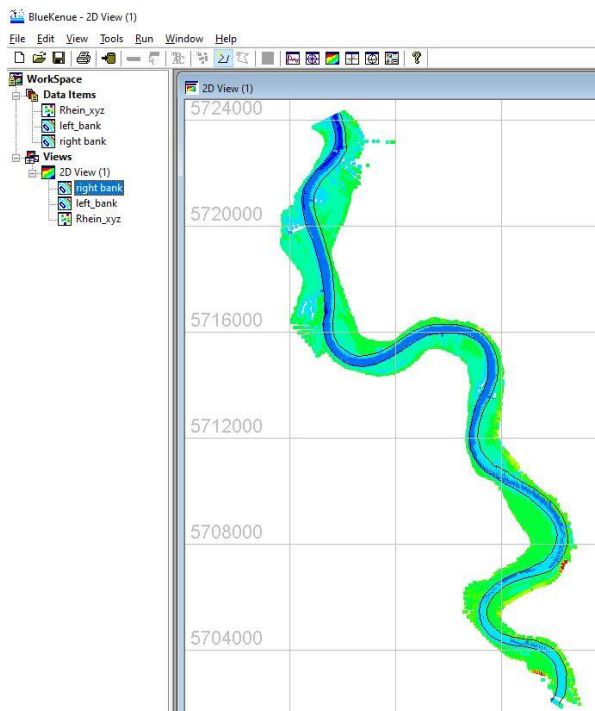 BlueKenue - 2D View (1)
File Edit View Tools Run Window Help
WorkSpace
Data Items
Rhein_xyz
left_bank
right bank
Views
2D View (1)
right bank
left_bank
Rhein_xyz
2D View (1)
5724000
5720000
5716000
5712000
5708000
5704000